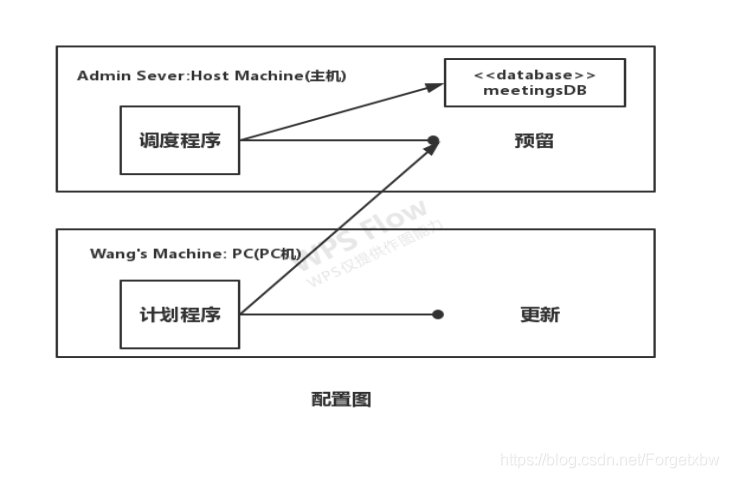 Admin Sever:Host Machine(主机)
<<database>>
meetingsDB
调度程序
预留
WPS Flow
WPS仅提供作图能力
Wang's Machine: PC(PC机)
计划程序
更新
配置图
https://blog.csdn.net/Forgetxbw